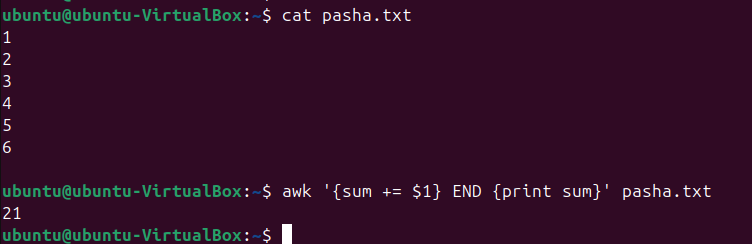 ubuntu@ubuntu-VirtualBox:~$ cat pasha.txt
1
2
3
4
5
6
ubuntu@ubuntu-VirtualBox:~$ awk '{sum += $1} END {print sum}' pasha.txt
21
ubuntu@ubuntu-VirtualBox:~$